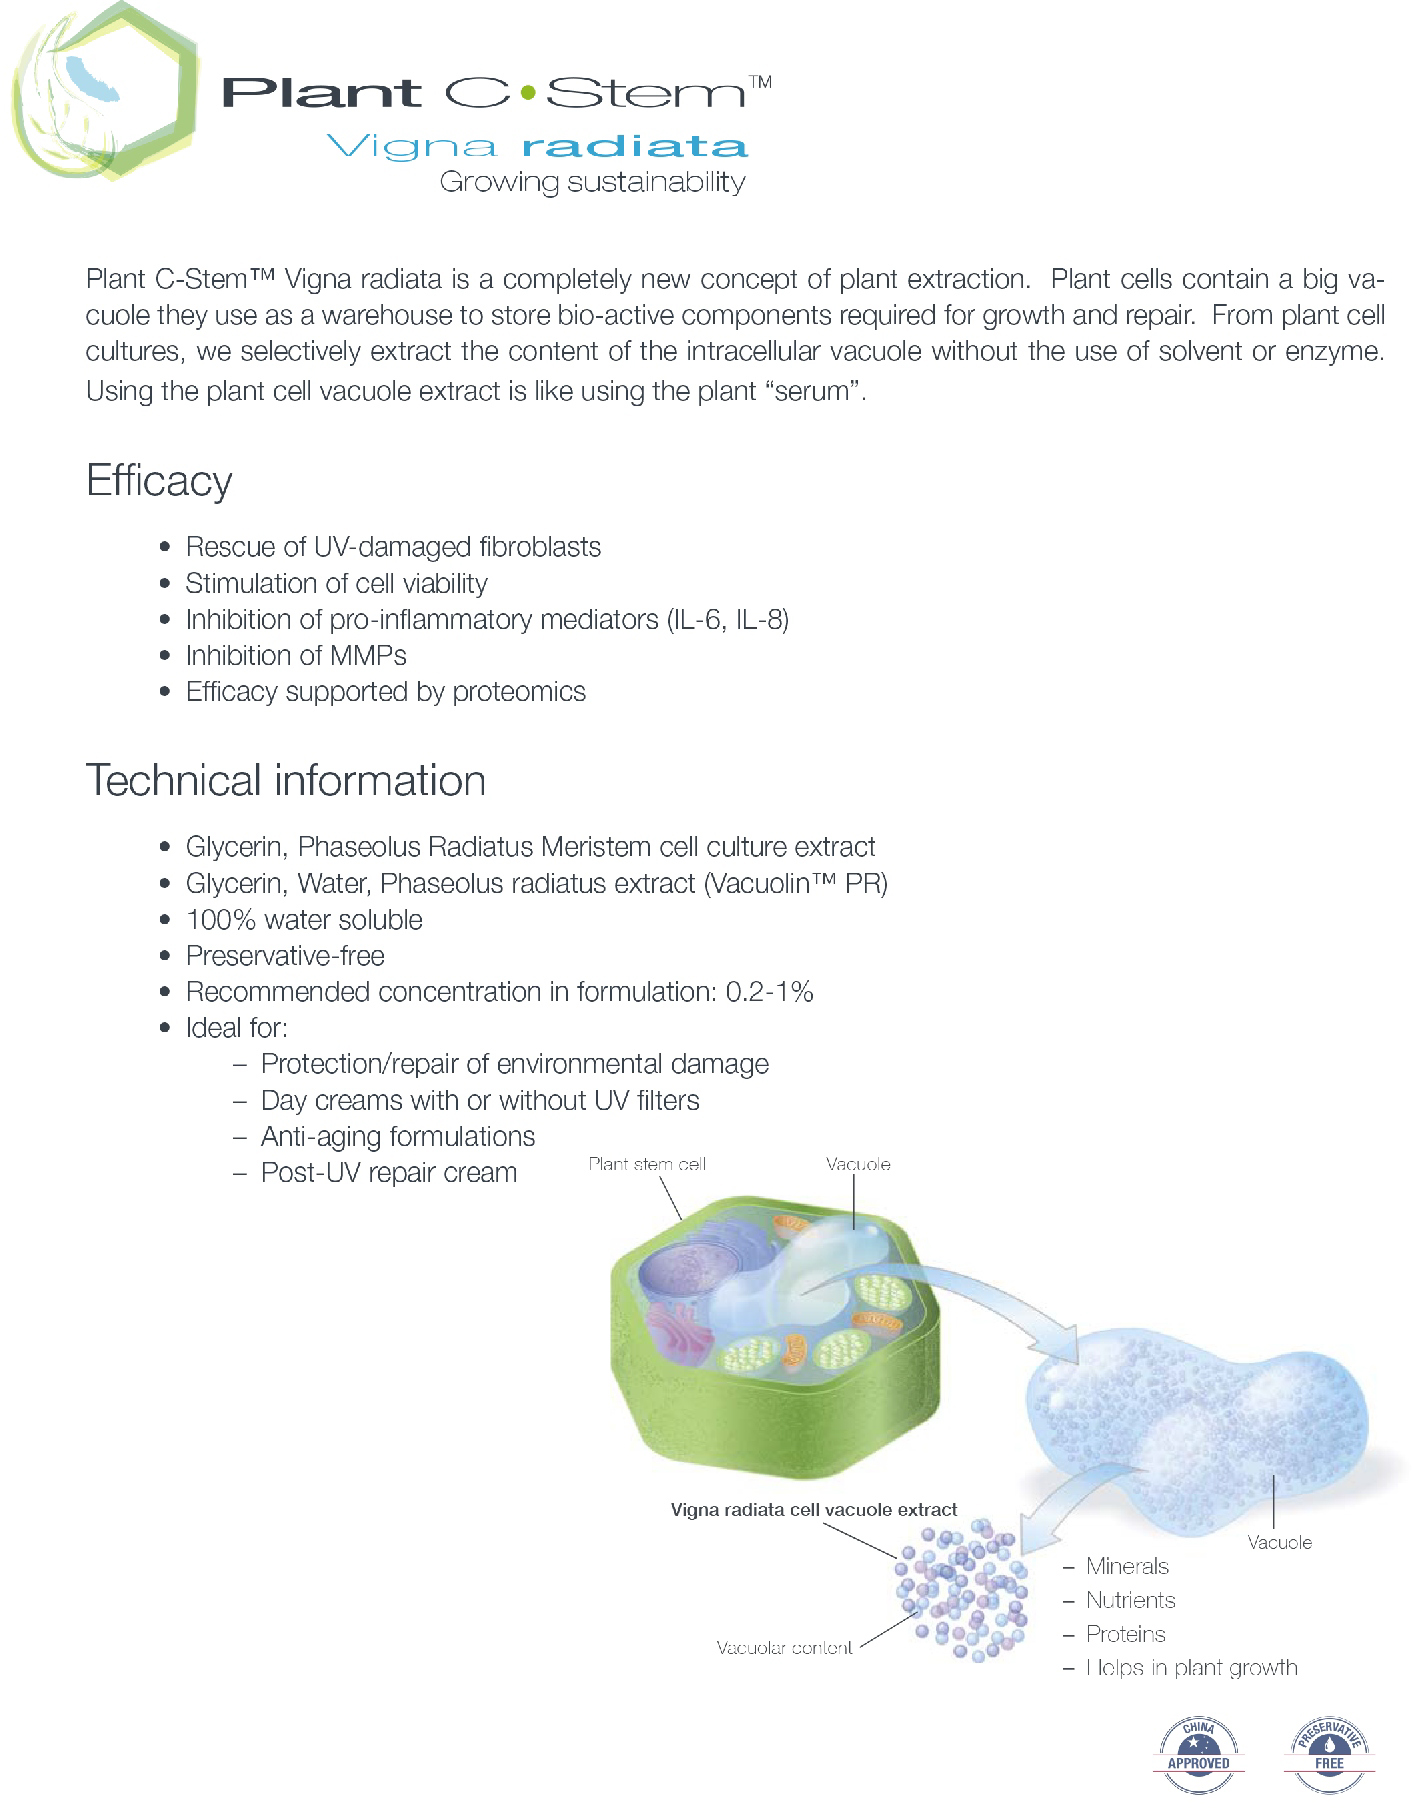 Plant C•Stem™
Vigna radiata
Growing sustainability
Plant C-Stem™ Vigna radiata is a completely new concept of plant extraction. Plant cells contain a big va-
cuole they use as a warehouse to store bio-active components required for growth and repair. From plant cell
cultures, we selectively extract the content of the intracellular vacuole without the use of solvent or enzyme.
Using the plant cell vacuole extract is like using the plant “serum”.
Efficacy
• Rescue of UV-damaged fibroblasts
• Stimulation of cell viability
• Inhibition of pro-inflammatory mediators (IL-6, IL-8)
• Inhibition of MMPs
• Efficacy supported by proteomics
Technical information
• Glycerin, Phaseolus Radiatus Meristem cell culture extract
• Glycerin, Water, Phaseolus radiatus extract (Vacuolin™ PR)
• 100% water soluble
• Preservative-free
• Recommended concentration in formulation: 0.2-1%
• Ideal for:
– Protection/repair of environmental damage
– Day creams with or without UV filters
– Anti-aging formulations
– Post-UV repair cream
Plant stem cell
Vacuole
Vigna radiata cell vacuole extract
Vacuole
Vacuolar content
– Minerals
– Nutrients
– Proteins
– Helps in plant growth
CHINA
APPROVED
PRESERVATIVE
FREE